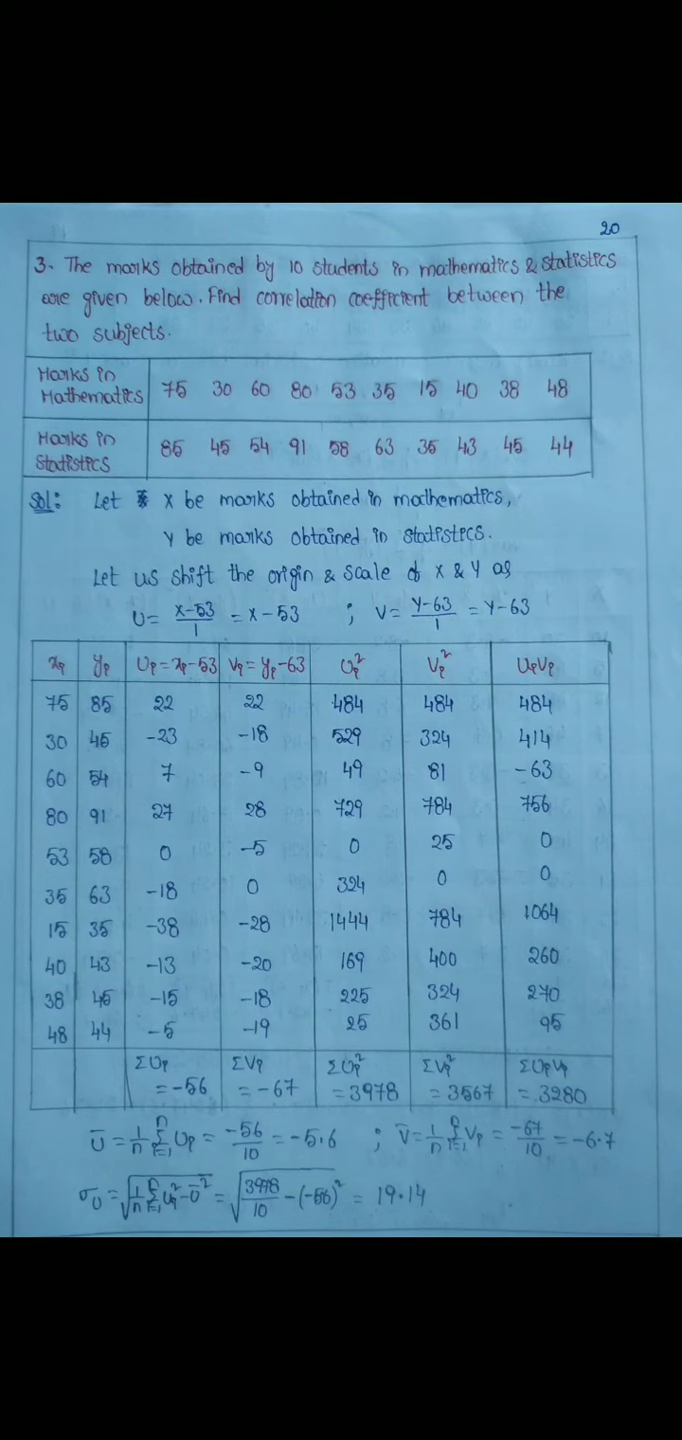 20
3. The marks obtained by 10 students in mathematics & statistics
are given below. Find correlation coefficient between the
two subjects.
Marks in Mathematics 75 30 60 80 53 35 15 40 38 48
Marks in Statistics 85 45 54 91 58 63 35 43 45 44
Sol: Let X be marks obtained in mathematics,
Y be marks obtained in statistics.
Let us shift the origin & scale of X & Y as
U = X-53/1 = X-53 ; V = Y-63/1 = Y-63
xi yi Ui = xi-53 Vi = yi-63 Ui² Vi² UiVi
75 85 22 22 484 484 484
30 45 -23 -18 529 324 414
60 54 7 -9 49 81 -63
80 91 27 28 729 784 756
53 58 0 -5 0 25 0
35 63 -18 0 324 0 0
15 35 -38 -28 1444 784 1064
40 43 -13 -20 169 400 260
38 45 -15 -18 225 324 270
48 44 -5 -19 25 361 95
ΣUi ΣVi ΣUi² ΣVi² ΣUiVi
= -56 = -67 = 3978 = 3567 = 3280
Ū = 1/n Σⁿᵢ₌₁ Ui = -56/10 = -5.6 ; V̄ = 1/n Σⁿᵢ₌₁ Vi = -67/10 = -6.7
σU = √(1/n Σⁿᵢ₌₁ Ui² - Ū²) = √(3978/10 - (-56)²) = 19.14